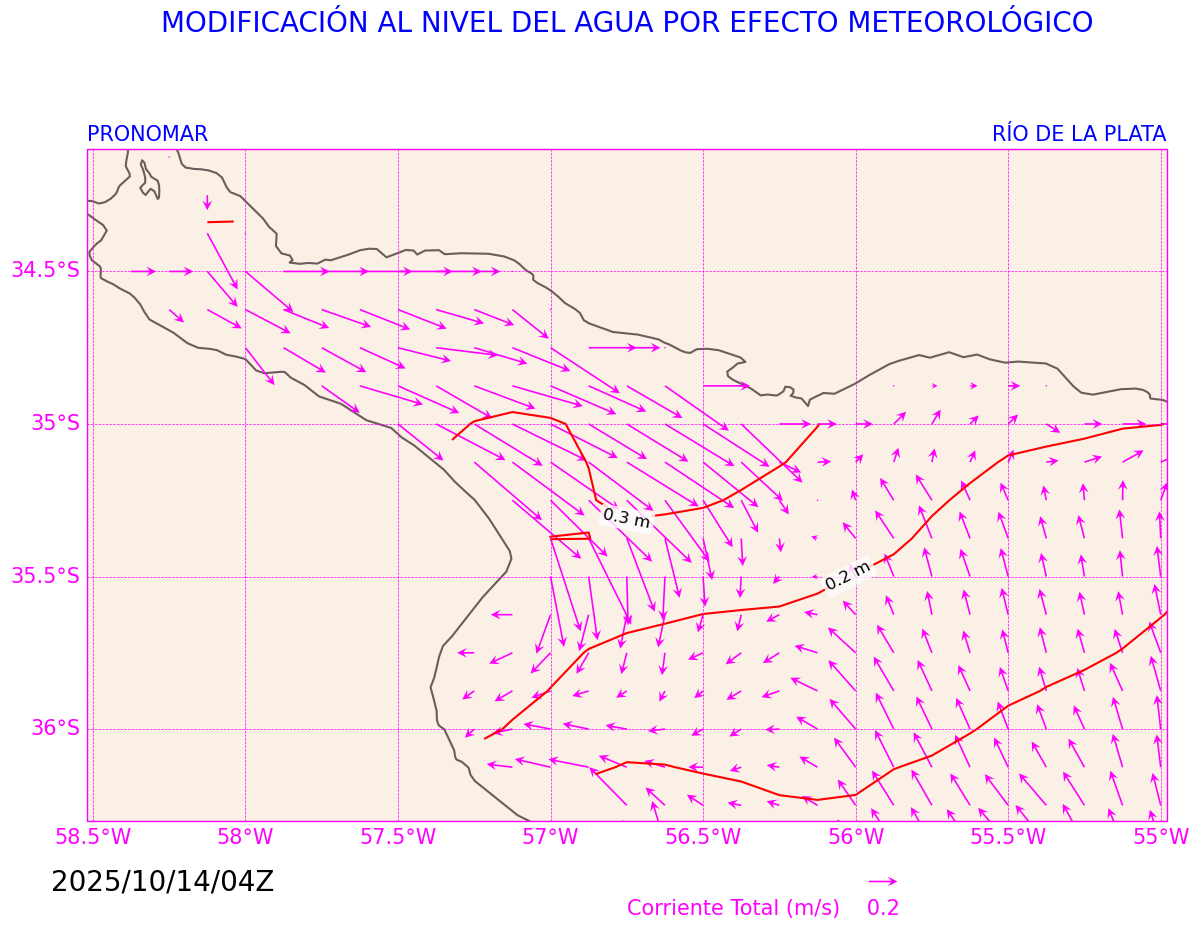 MODIFICACIÓN AL NIVEL DEL AGUA POR EFECTO METEOROLÓGICO
PRONOMAR
RÍO DE LA PLATA
34.5°S
35°S
0.3 m
35.5°S
0.2 m
36°S
58.5°W 58°W 57.5°W 57°W 56.5°W 56°W 55.5°W 55°W
2025/10/14/04Z
Corriente Total (m/s) 0.2